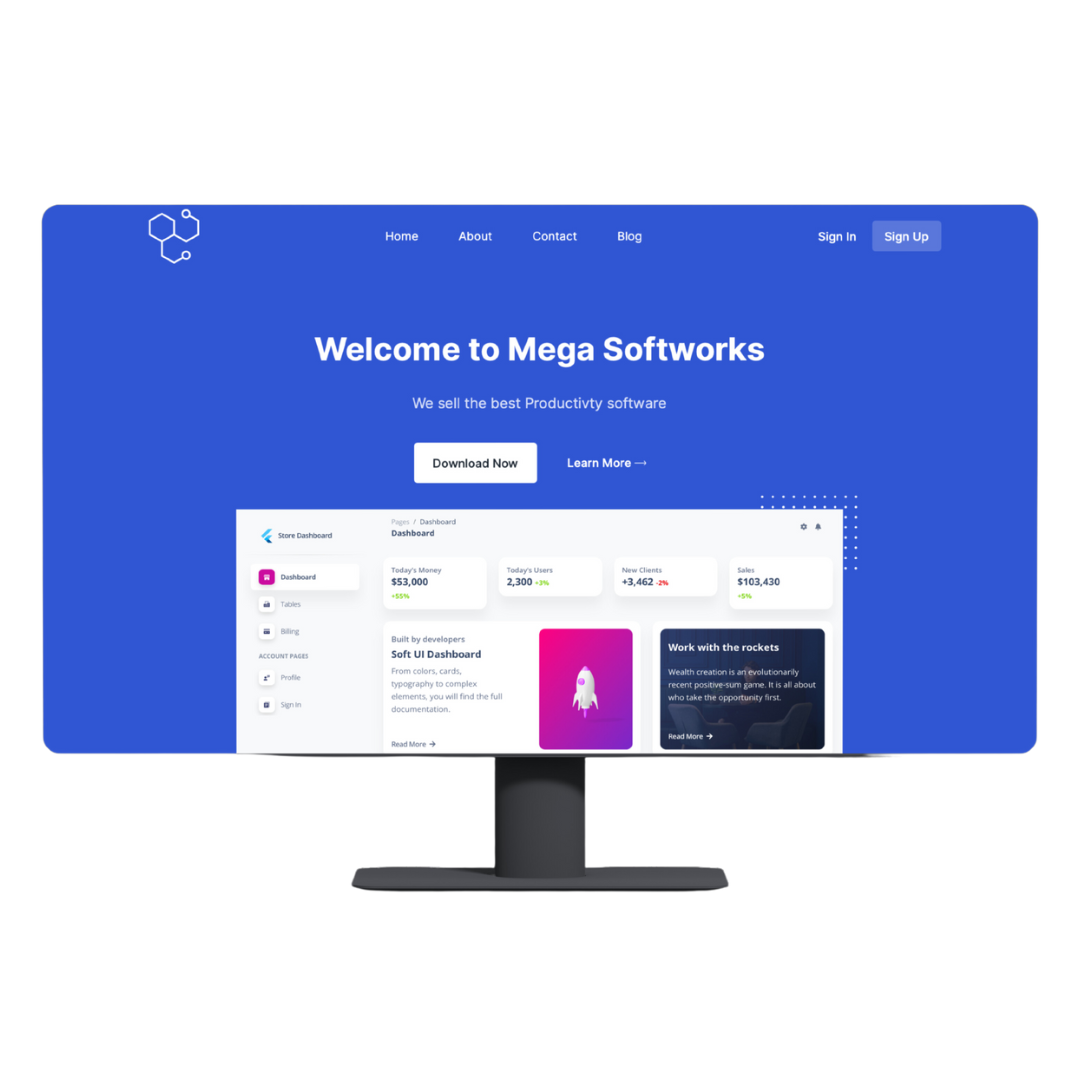 Home About Contact Blog Sign In Sign Up
Welcome to Mega Softworks
We sell the best Productivty software
Download Now Learn More →
Store Dashboard
Pages / Dashboard
Dashboard
Dashboard
Tables
Billing
ACCOUNT PAGES
Profile
Sign In
Today's Money
$53,000
+55%
Today's Users
2,300 +3%
New Clients
+3,462 -2%
Sales
$103,430
+5%
Built by developers
Soft UI Dashboard
From colors, cards,
typography to complex
elements, you will find the full
documentation.
Read More →
Work with the rockets
Wealth creation is an evolutionarily
recent positive-sum game. It is all about
who take the opportunity first.
Read More →